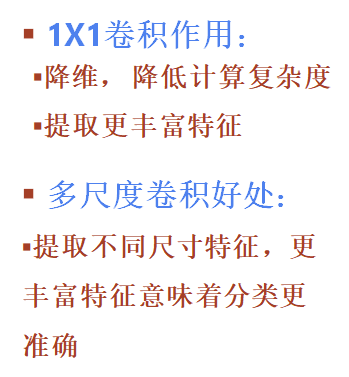 ▪ 1X1卷积作用：
▪降维，降低计算复杂度
▪提取更丰富特征
▪ 多尺度卷积好处：
▪提取不同尺寸特征，更
丰富特征意味着分类更
准确